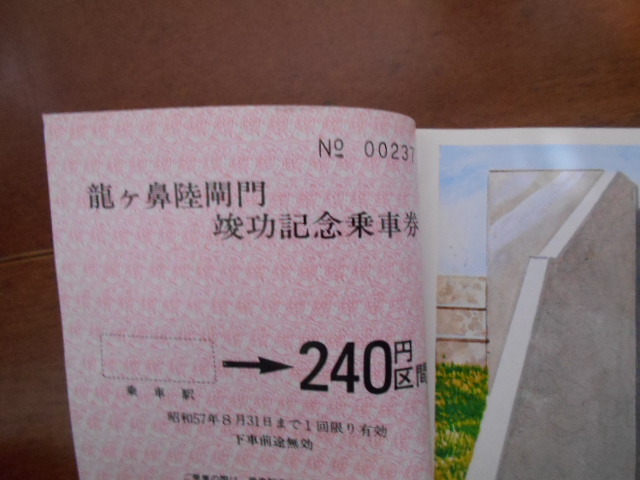 № 00237
龍ヶ鼻陸閘門
竣功記念乗車券
→240円区間
乗車駅
昭和57年8月31日まで1回限り有効
下車前途無効